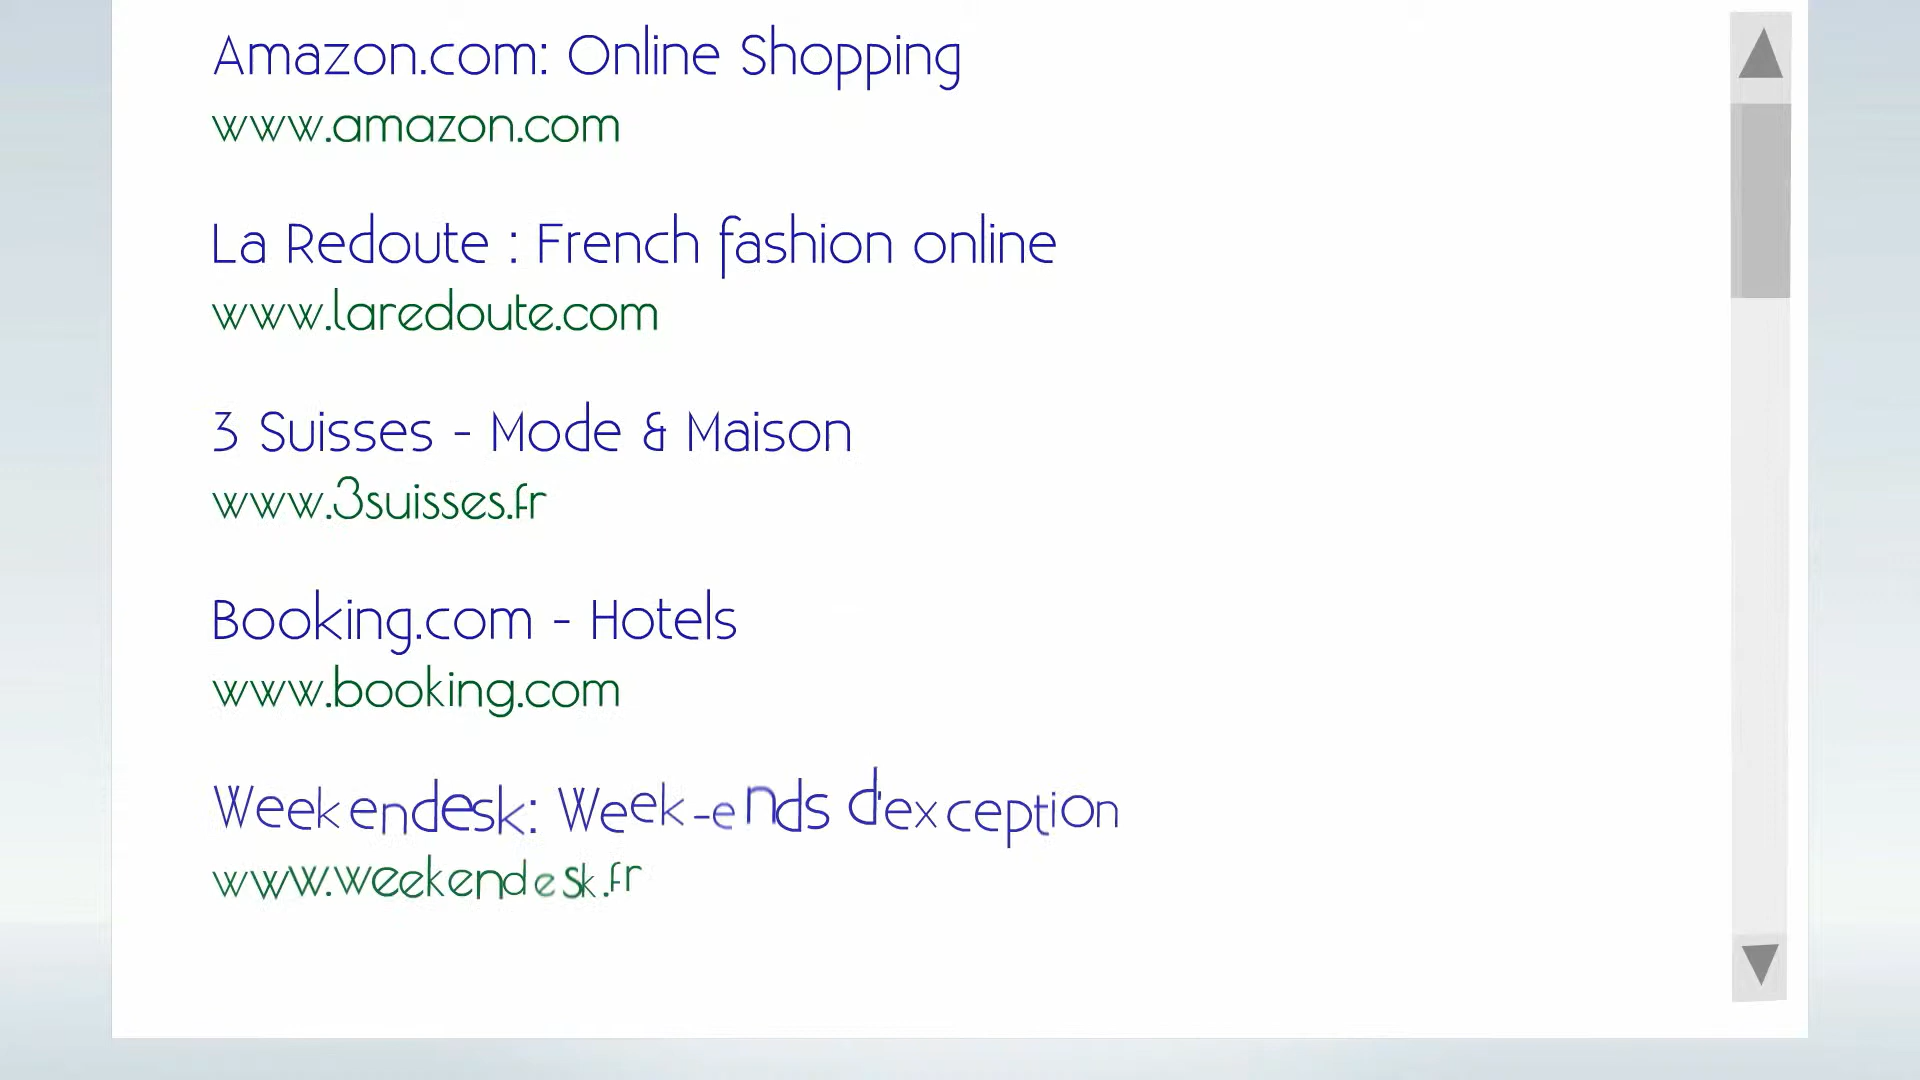 Amazon.com: Online Shopping
www.amazon.com
La Redoute : French fashion online
www.laredoute.com
3 Suisses - Mode & Maison
www.3suisses.fr
Booking.com - Hotels
www.booking.com
Weekendesk: Week-ends d'exception
www.weekendesk.fr